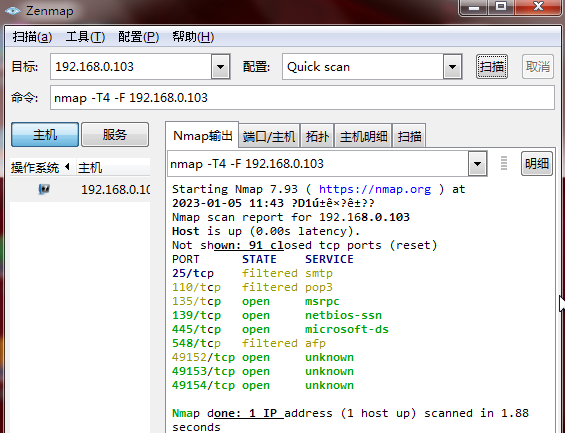 Zenmap
扫描(a) 工具(T) 配置(P) 帮助(H)
目标: 192.168.0.103 配置: Quick scan 扫描 取消
命令: nmap -T4 -F 192.168.0.103
主机 服务
操作系统 主机
192.168.0.10
Nmap输出 端口/主机 拓扑 主机明细 扫描
nmap -T4 -F 192.168.0.103 明细
Starting Nmap 7.93 ( https://nmap.org ) at
2023-01-05 11:43 ?D1ú±ê×?ê±??
Nmap scan report for 192.168.0.103
Host is up (0.00s latency).
Not shown: 91 closed tcp ports (reset)
PORT STATE SERVICE
25/tcp filtered smtp
110/tcp filtered pop3
135/tcp open msrpc
139/tcp open netbios-ssn
445/tcp open microsoft-ds
548/tcp filtered afp
49152/tcp open unknown
49153/tcp open unknown
49154/tcp open unknown
Nmap done: 1 IP address (1 host up) scanned in 1.88
seconds